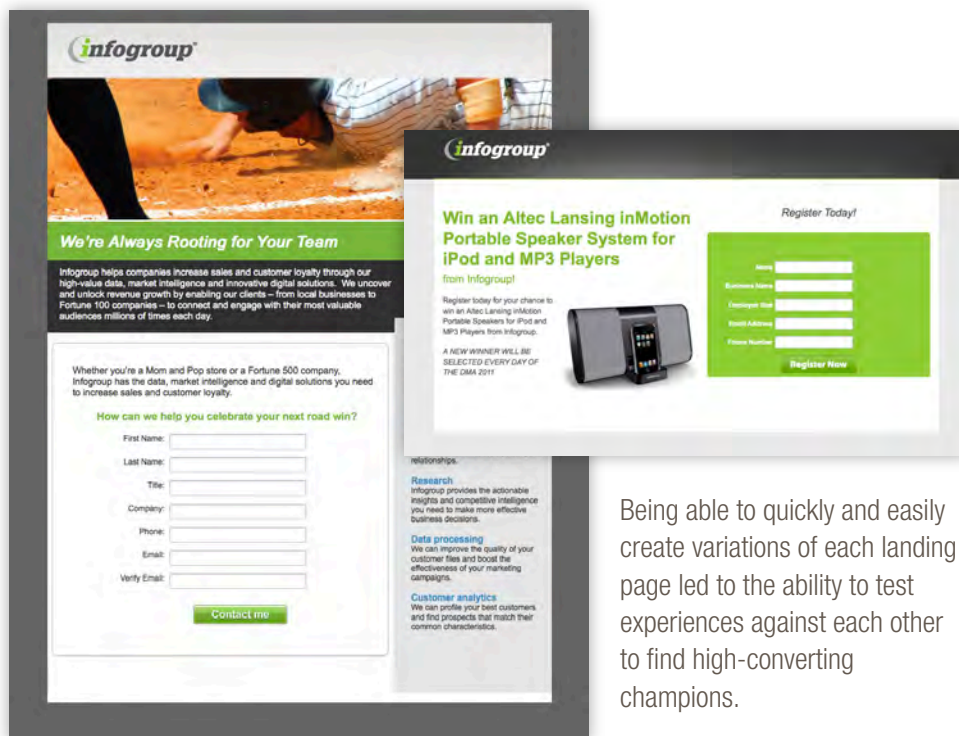 infogroup
We're Always Rooting for Your Team
Infogroup helps companies increase sales and customer loyalty through our
high-value data, market intelligence and innovative digital solutions. We uncover
and unlock revenue growth by enabling our clients – from local businesses to
Fortune 100 companies – to connect and engage with their most valuable
audiences millions of times each day.
Whether you're a Mom and Pop store or a Fortune 500 company,
Infogroup has the data, market intelligence and digital solutions you need
to increase sales and customer loyalty.
How can we help you celebrate your next road win?
First Name:
Last Name:
Title:
Company:
Phone:
Email:
Verify Email:
Contact me
relationships.
Research
Infogroup provides the actionable
insights and competitive intelligence
you need to make more effective
business decisions.
Data processing
We can improve the quality of your
customer files and boost the
effectiveness of your marketing
campaigns.
Customer analytics
We can profile your best customers
and find prospects that match their
common characteristics.
infogroup
Win an Altec Lansing inMotion
Portable Speaker System for
iPod and MP3 Players
from Infogroup!
Register today for your chance to
win an Altec Lansing inMotion
Portable Speakers for iPod and
MP3 Players from Infogroup.
A NEW WINNER WILL BE
SELECTED EVERY DAY OF
THE DMA 2011
Register Today!
Name
Business Name
Employee Size
Email Address
Phone Number
Register Now
Being able to quickly and easily
create variations of each landing
page led to the ability to test
experiences against each other
to find high-converting
champions.